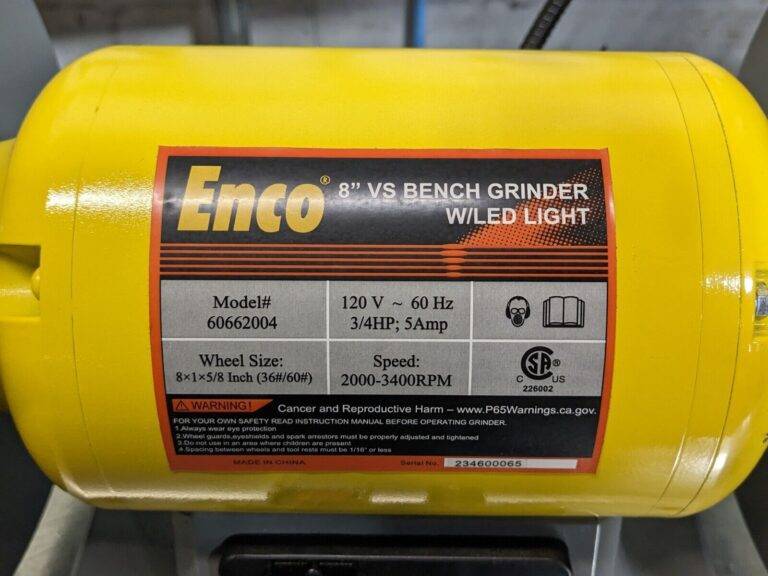 Enco®
8” VS BENCH GRINDER
W/LED LIGHT
Model#
60662004
120 V ~ 60 Hz
3/4HP; 5Amp
Wheel Size:
8×1×5/8 Inch (36#/60#)
Speed:
2000-3400RPM
SA®
C US
226002
WARNING!
Cancer and Reproductive Harm – www.P65Warnings.ca.gov.
FOR YOUR OWN SAFETY READ INSTRUCTION MANUAL BEFORE OPERATING GRINDER.
1.Always wear eye protection
2.Wheel guards,eyeshields and spark arrestors must be properly adjusted and tightened
3.Do not use in an area where children are present
4.Spacing between wheels and tool rests must be 1/16" or less
MADE IN CHINA
Serial No.
234600065